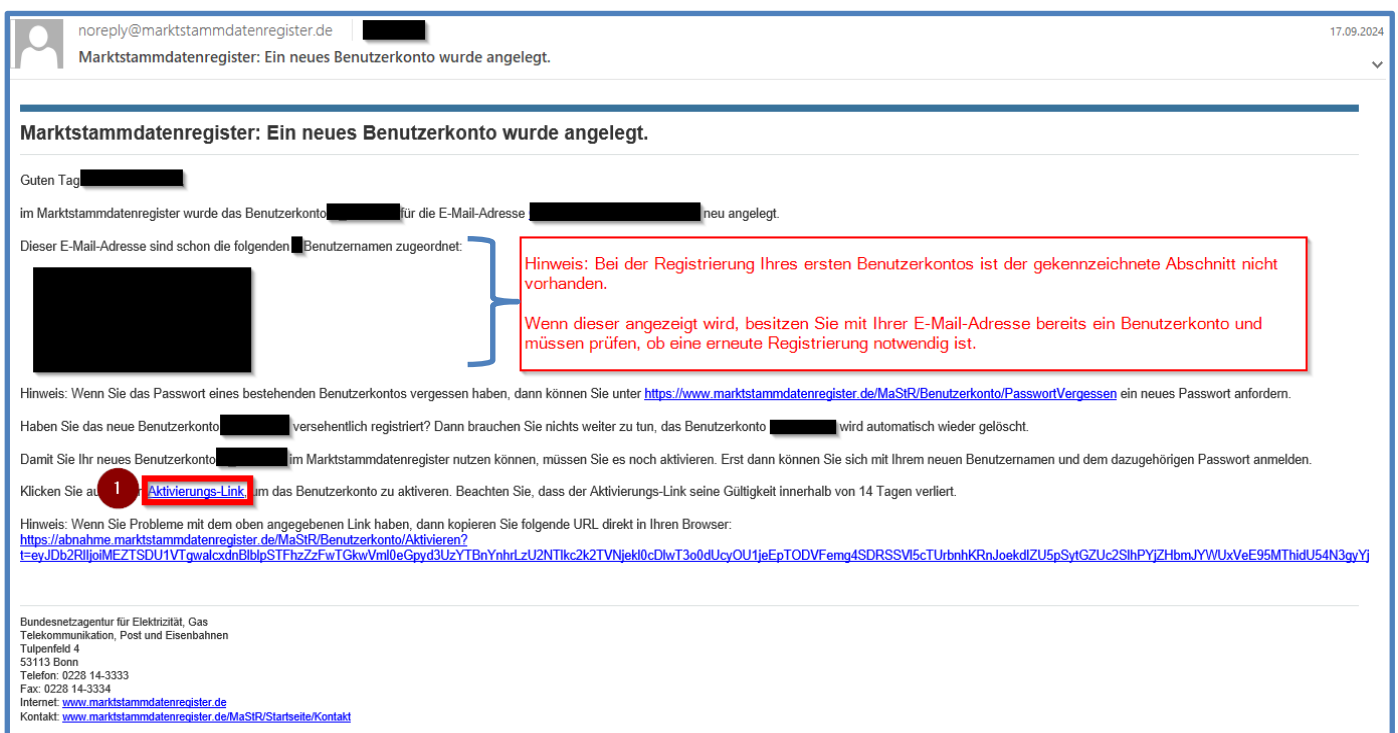 noreply@marktstammdatenregister.de
17.09.2024
Marktstammdatenregister: Ein neues Benutzerkonto wurde angelegt.
Marktstammdatenregister: Ein neues Benutzerkonto wurde angelegt.
Guten Tag
im Marktstammdatenregister wurde das Benutzerkonto für die E-Mail-Adresse neu angelegt.
Dieser E-Mail-Adresse sind schon die folgenden Benutzernamen zugeordnet:
Hinweis: Bei der Registrierung Ihres ersten Benutzerkontos ist der gekennzeichnete Abschnitt nicht
vorhanden.
Wenn dieser angezeigt wird, besitzen Sie mit Ihrer E-Mail-Adresse bereits ein Benutzerkonto und
müssen prüfen, ob eine erneute Registrierung notwendig ist.
Hinweis: Wenn Sie das Passwort eines bestehenden Benutzerkontos vergessen haben, dann können Sie unter https://www.marktstammdatenregister.de/MaStR/Benutzerkonto/PasswortVergessen ein neues Passwort anfordern.
Haben Sie das neue Benutzerkonto versehentlich registriert? Dann brauchen Sie nichts weiter zu tun, das Benutzerkonto wird automatisch wieder gelöscht.
Damit Sie Ihr neues Benutzerkonto im Marktstammdatenregister nutzen können, müssen Sie es noch aktivieren. Erst dann können Sie sich mit Ihrem neuen Benutzernamen und dem dazugehörigen Passwort anmelden.
Klicken Sie 1 Aktivierungs-Link, um das Benutzerkonto zu aktiveren. Beachten Sie, dass der Aktivierungs-Link seine Gültigkeit innerhalb von 14 Tagen verliert.
Hinweis: Wenn Sie Probleme mit dem oben angegebenen Link haben, dann kopieren Sie folgende URL direkt in Ihren Browser:
https://abnahme.marktstammdatenregister.de/MaStR/Benutzerkonto/Aktivieren?
Bundesnetzagentur für Elektrizität, Gas
Telekommunikation, Post und Eisenbahnen
Tulpenfeld 4
53113 Bonn
Telefon: 0228 14-3333
Fax: 0228 14-3334
Internet: www.marktstammdatenregister.de
Kontakt: www.marktstammdatenregister.de/MaStR/Startseite/Kontakt